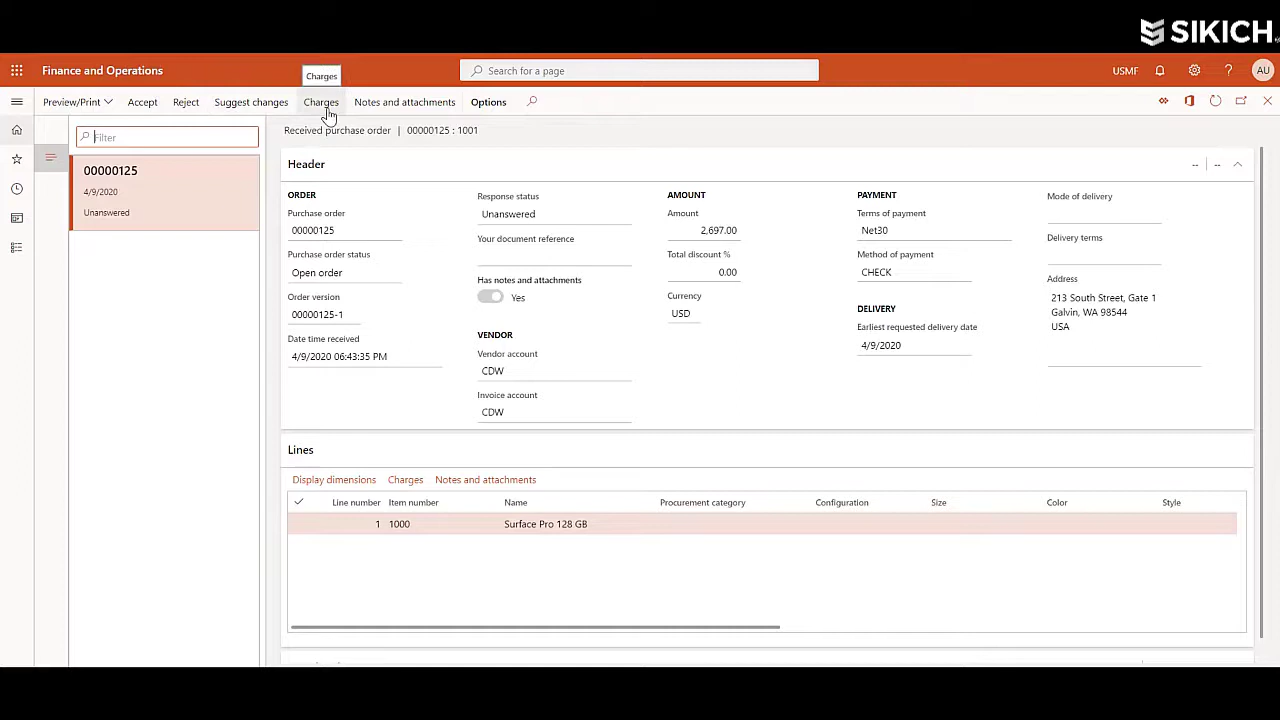 SIKICH
Finance and Operations
Charges
Search for a page
USMF
?
AU
Preview/Print
Accept
Reject
Suggest changes
Charges
Notes and attachments
Options
Filter
00000125
4/9/2020
Unanswered
Received purchase order | 00000125 : 1001
Header
-- | --
ORDER
Purchase order
00000125
Purchase order status
Open order
Order version
00000125-1
Date time received
4/9/2020 06:43:35 PM
Response status
Unanswered
Your document reference
Has notes and attachments
Yes
VENDOR
Vendor account
CDW
Invoice account
CDW
AMOUNT
Amount
2,697.00
Total discount %
0.00
Currency
USD
PAYMENT
Terms of payment
Net30
Method of payment
CHECK
DELIVERY
Earliest requested delivery date
4/9/2020
Mode of delivery
Delivery terms
Address
213 South Street, Gate 1
Galvin, WA 98544
USA
Lines
Display dimensions Charges Notes and attachments
Line number Item number Name Procurement category Configuration Size Color Style
1 1000 Surface Pro 128 GB